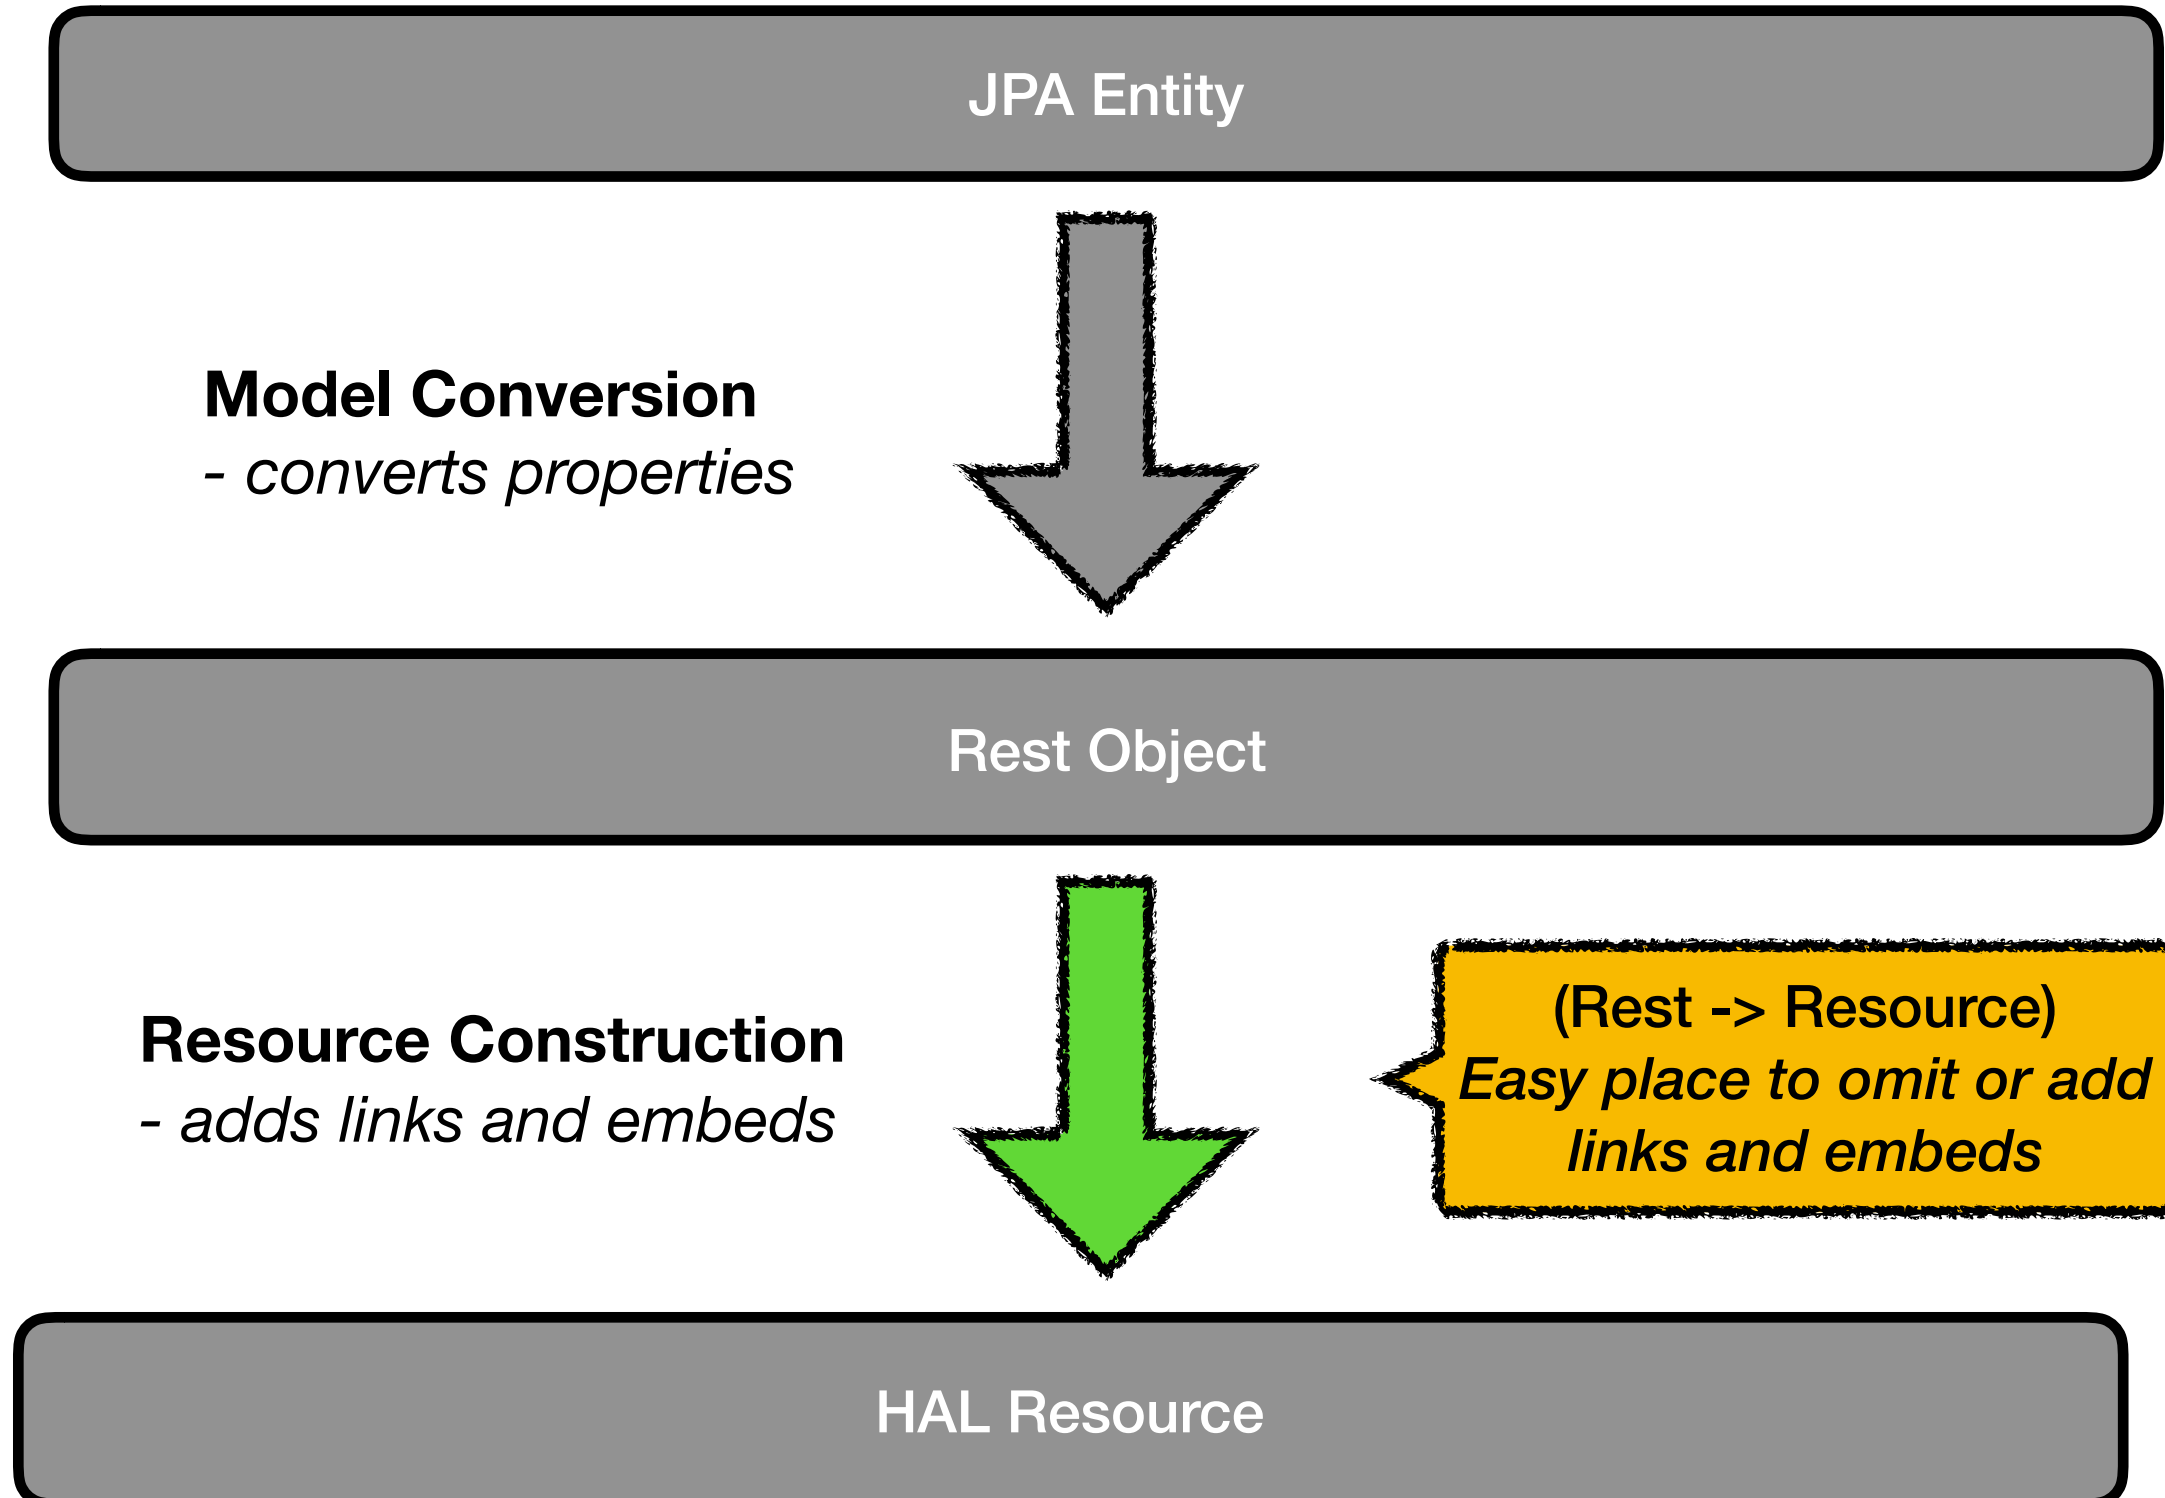 JPA Entity
Model Conversion
- converts properties
Rest Object
Resource Construction
- adds links and embeds
(Rest -> Resource)
Easy place to omit or add
links and embeds
HAL Resource